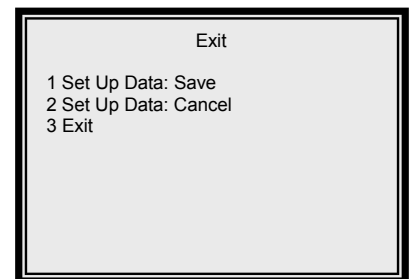 Exit
1 Set Up Data: Save
2 Set Up Data: Cancel
3 Exit